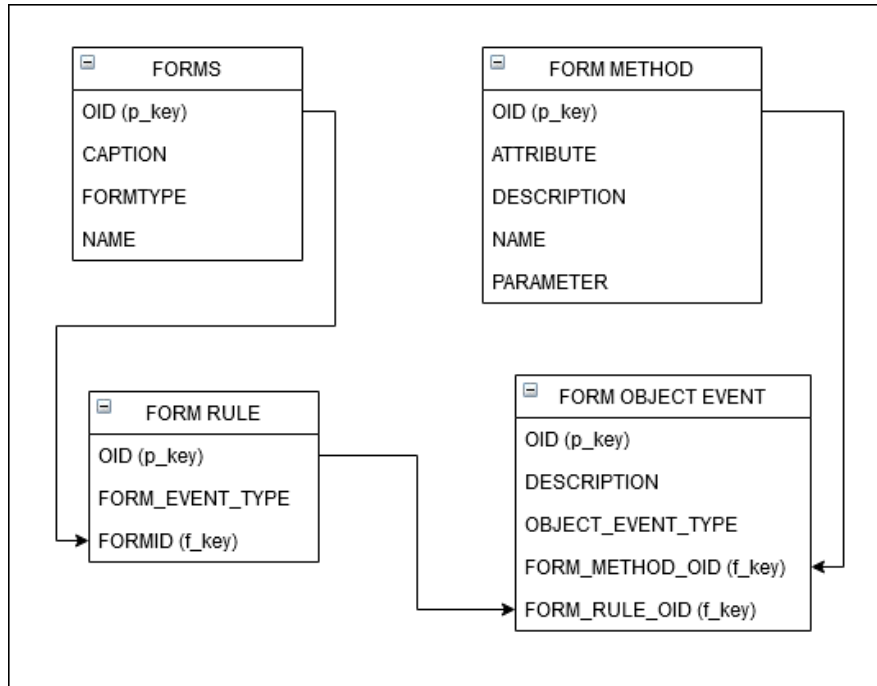 FORMS
OID (p_key)
CAPTION
FORMTYPE
NAME
FORM METHOD
OID (p_key)
ATTRIBUTE
DESCRIPTION
NAME
PARAMETER
FORM RULE
OID (p_key)
FORM_EVENT_TYPE
FORMID (f_key)
FORM OBJECT EVENT
OID (p_key)
DESCRIPTION
OBJECT_EVENT_TYPE
FORM_METHOD_OID (f_key)
FORM_RULE_OID (f_key)